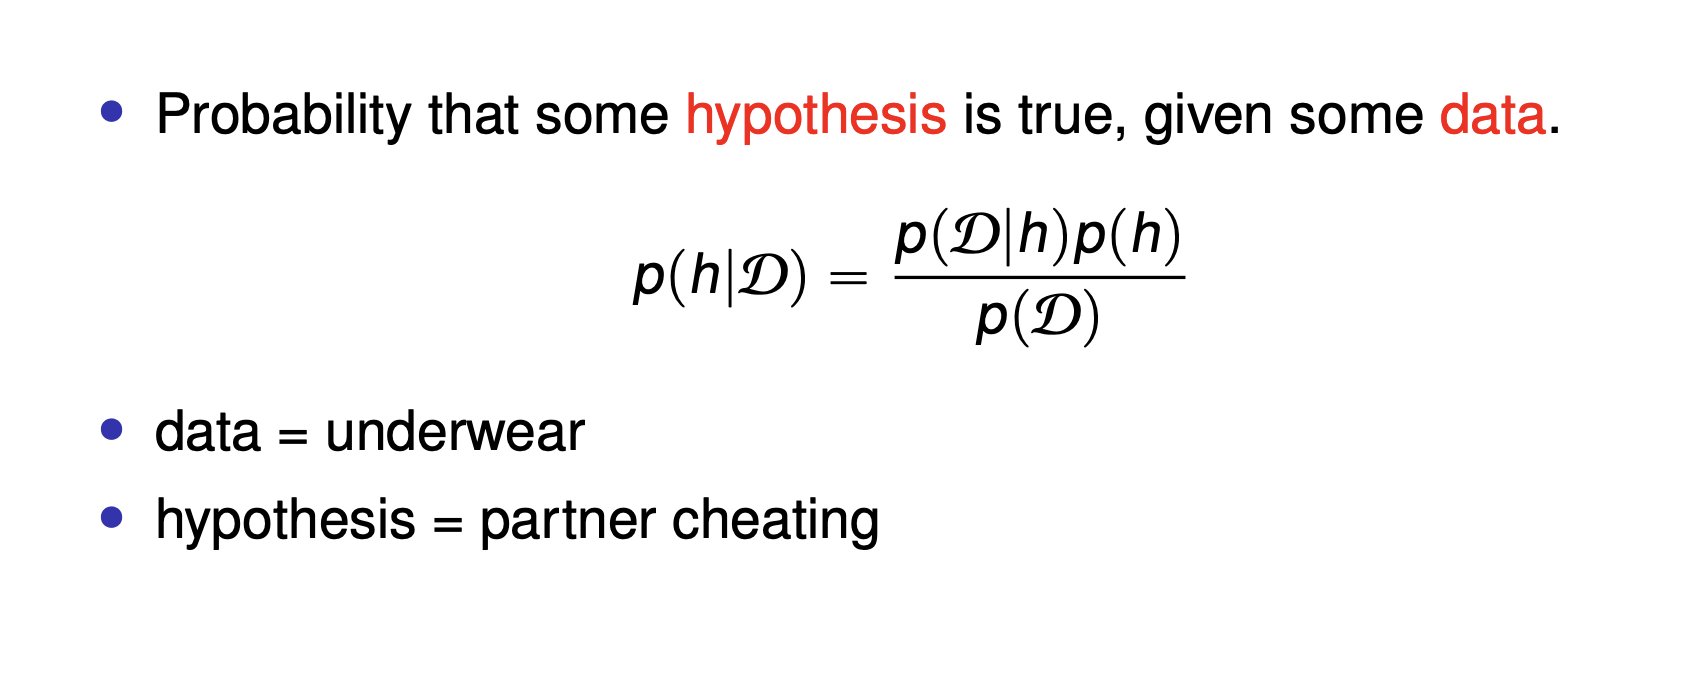 • Probability that some hypothesis is true, given some data.
p(h|𝒟) = p(𝒟|h)p(h) / p(𝒟)
• data = underwear
• hypothesis = partner cheating